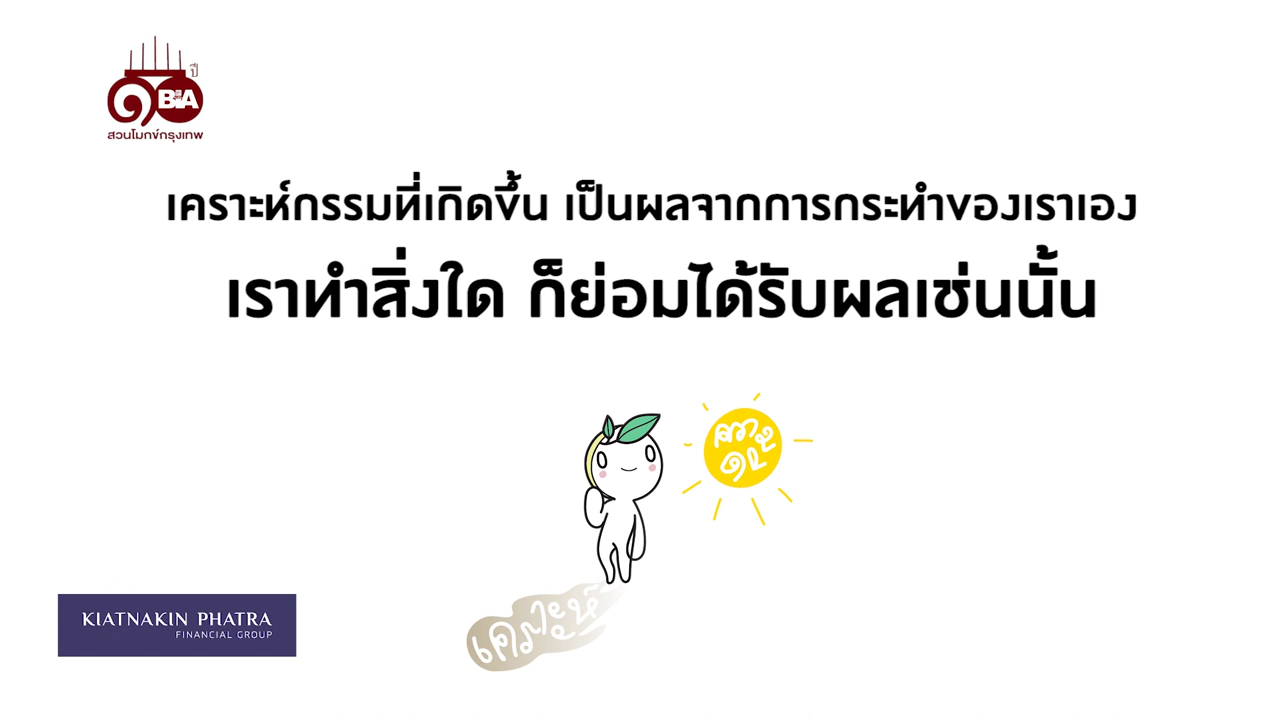 ๑๐ ปี
BIA
สวนโมกข์กรุงเทพ
เคราะห์กรรมที่เกิดขึ้น เป็นผลจากการกระทำของเราเอง
เราทำสิ่งใด ก็ย่อมได้รับผลเช่นนั้น
เคราะห์
KIATNAKIN PHATRA
FINANCIAL GROUP